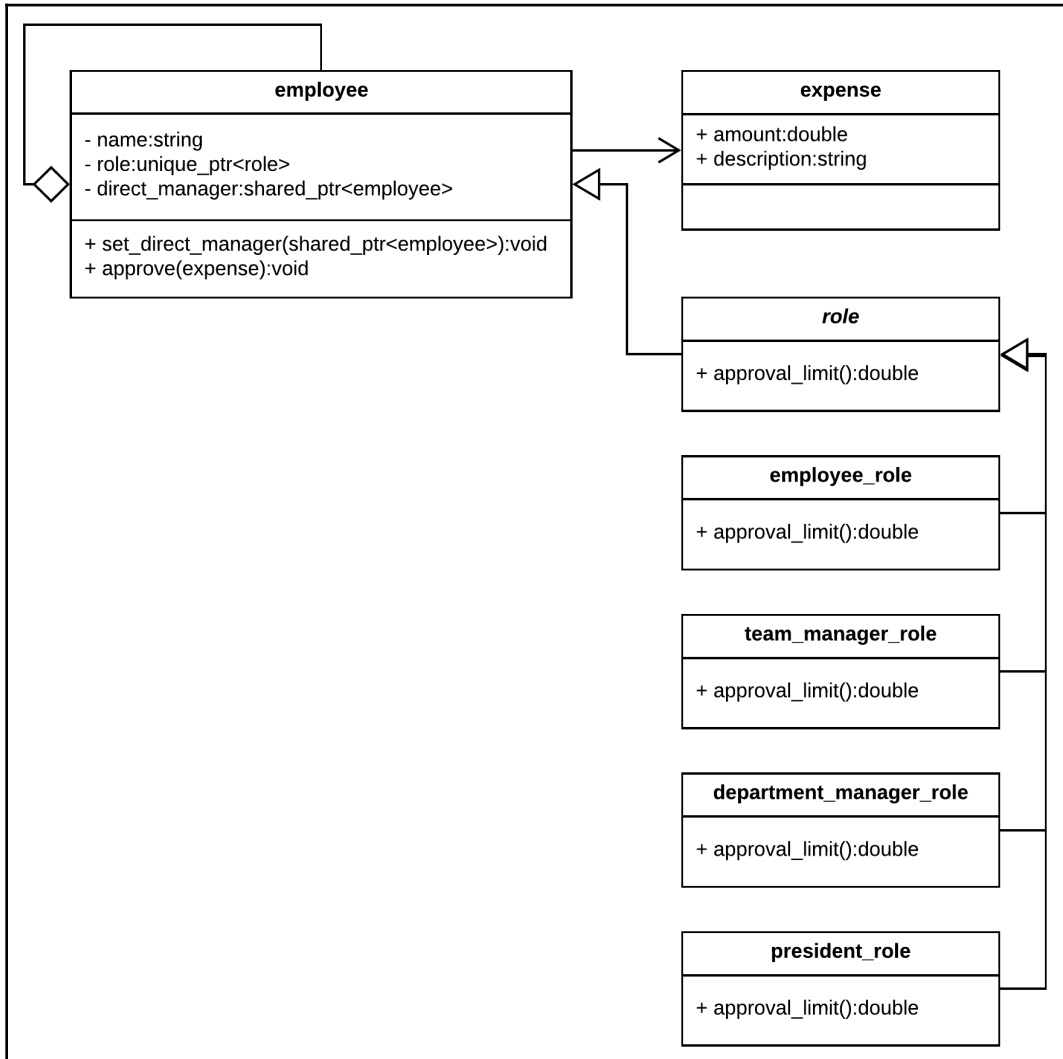 employee
- name:string
- role:unique_ptr<role>
- direct_manager:shared_ptr<employee>
+ set_direct_manager(shared_ptr<employee>):void
+ approve(expense):void
expense
+ amount:double
+ description:string
role
+ approval_limit():double
employee_role
+ approval_limit():double
team_manager_role
+ approval_limit():double
department_manager_role
+ approval_limit():double
president_role
+ approval_limit():double